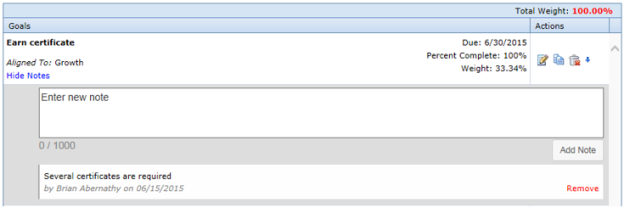 Total Weight: 100.00%
Goals Actions
Earn certificate Due: 6/30/2015
Percent Complete: 100%
Aligned To: Growth Weight: 33.34%
Hide Notes
Enter new note
0 / 1000
Add Note
Several certificates are required
by Brian Abernathy on 06/15/2015 Remove